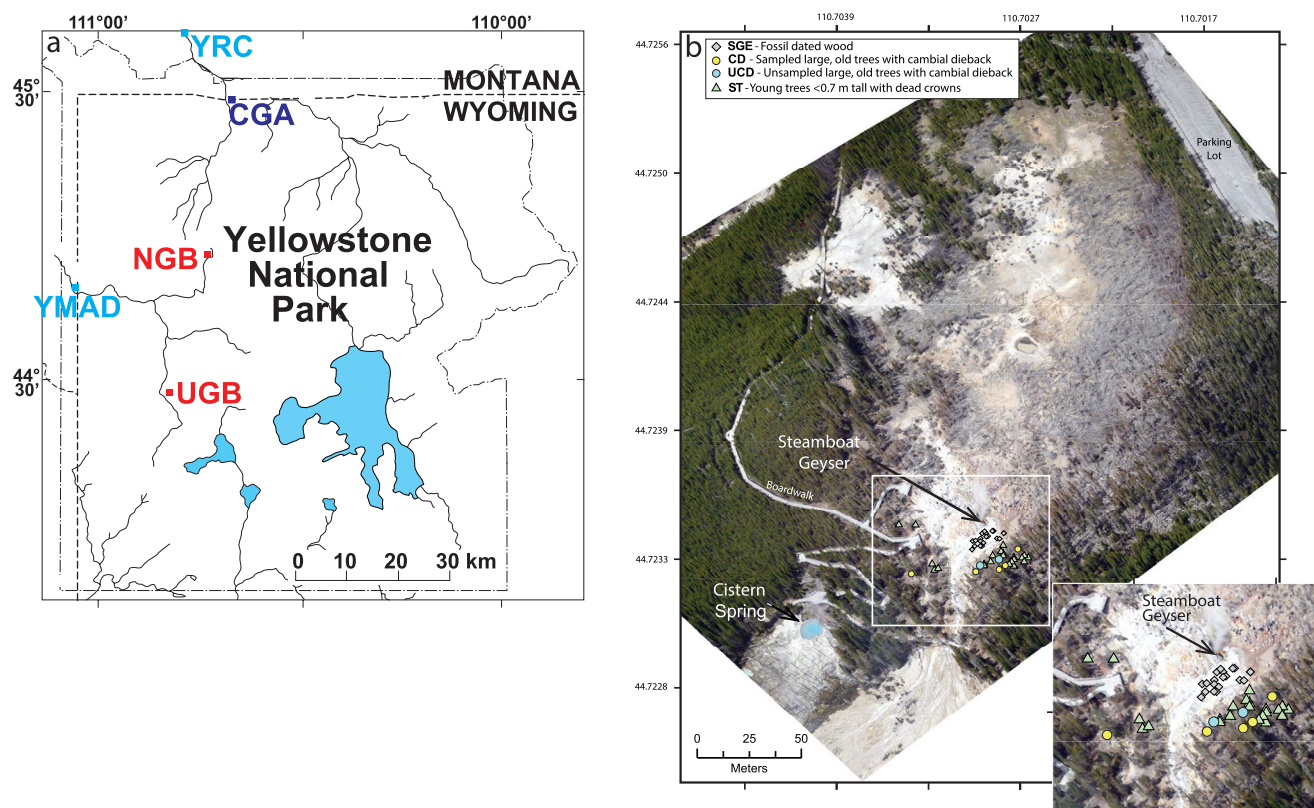 a
111°00'
110°00'
YRC
45°
30'
MONTANA
WYOMING
CGA
NGB
Yellowstone
National
Park
YMAD
44°
30'
UGB
0 10 20 30 km
b
110.7039 110.7027 110.7017
44.7256
44.7250
44.7244
44.7239
44.7233
44.7228
SGE - Fossil dated wood
CD - Sampled large, old trees with cambial dieback
UCD - Unsampled large, old trees with cambial dieback
ST - Young trees <0.7 m tall with dead crowns
Parking
Lot
Steamboat
Geyser
Boardwalk
Cistern
Spring
0 25 50
Meters
Steamboat
Geyser